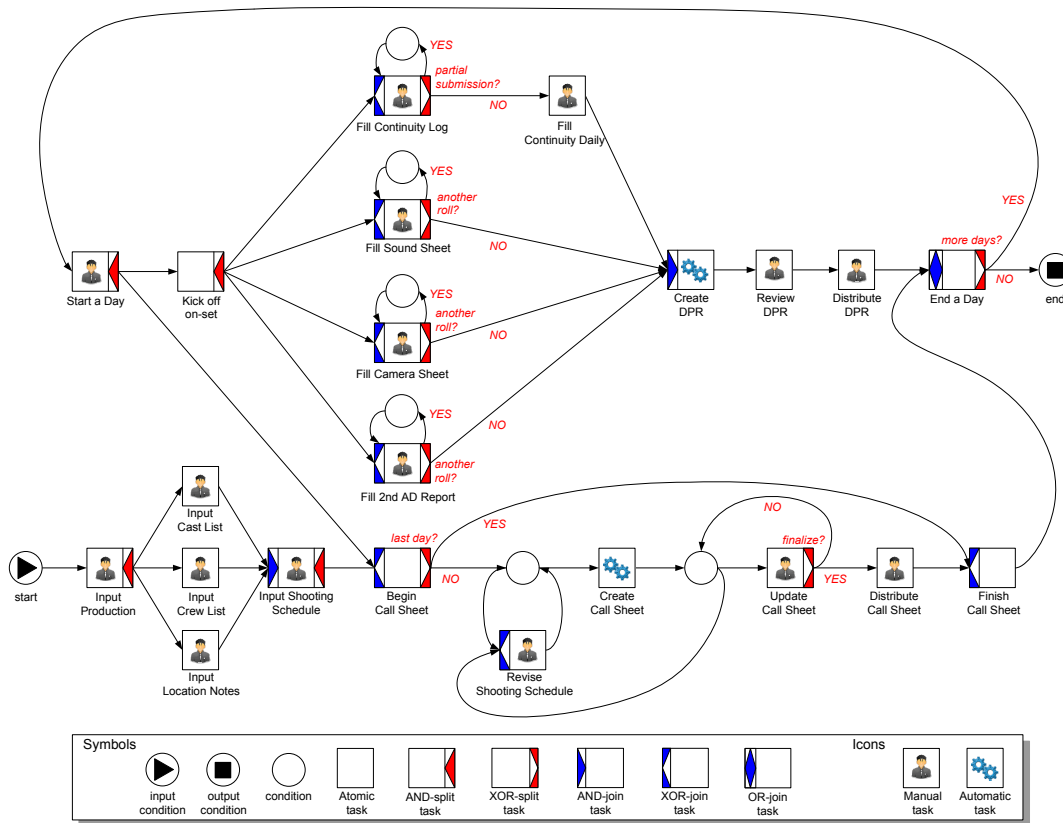 YES
partial
submission?
NO
Fill Continuity Log
Fill
Continuity Daily
YES
another
roll?
YES
Fill Sound Sheet
NO
more days?
NO
Start a Day
Kick off
on-set
YES
another
roll?
NO
Create
DPR
Review
DPR
Distribute
DPR
End a Day
end
Fill Camera Sheet
YES
NO
another
roll?
Fill 2nd AD Report
Input
Cast List
last day?
YES
NO
finalize?
NO
YES
start
Input
Production
Input
Crew List
Input Shooting
Schedule
Begin
Call Sheet
Create
Call Sheet
Update
Call Sheet
Distribute
Call Sheet
Finish
Call Sheet
Input
Location Notes
Revise
Shooting Schedule
Symbols
Icons
input
condition
output
condition
condition
Atomic
task
AND-split
task
XOR-split
task
AND-join
task
XOR-join
task
OR-join
task
Manual
task
Automatic
task